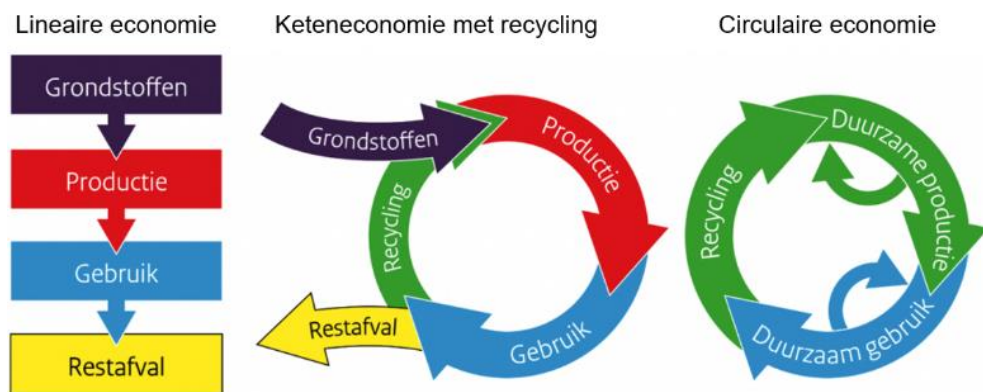 Lineaire economie
Grondstoffen
Productie
Gebruik
Restafval
Keteneconomie met recycling
Grondstoffen
Productie
Gebruik
Restafval
Recycling
Circulaire economie
Duurzame productie
Duurzaam gebruik
Recycling